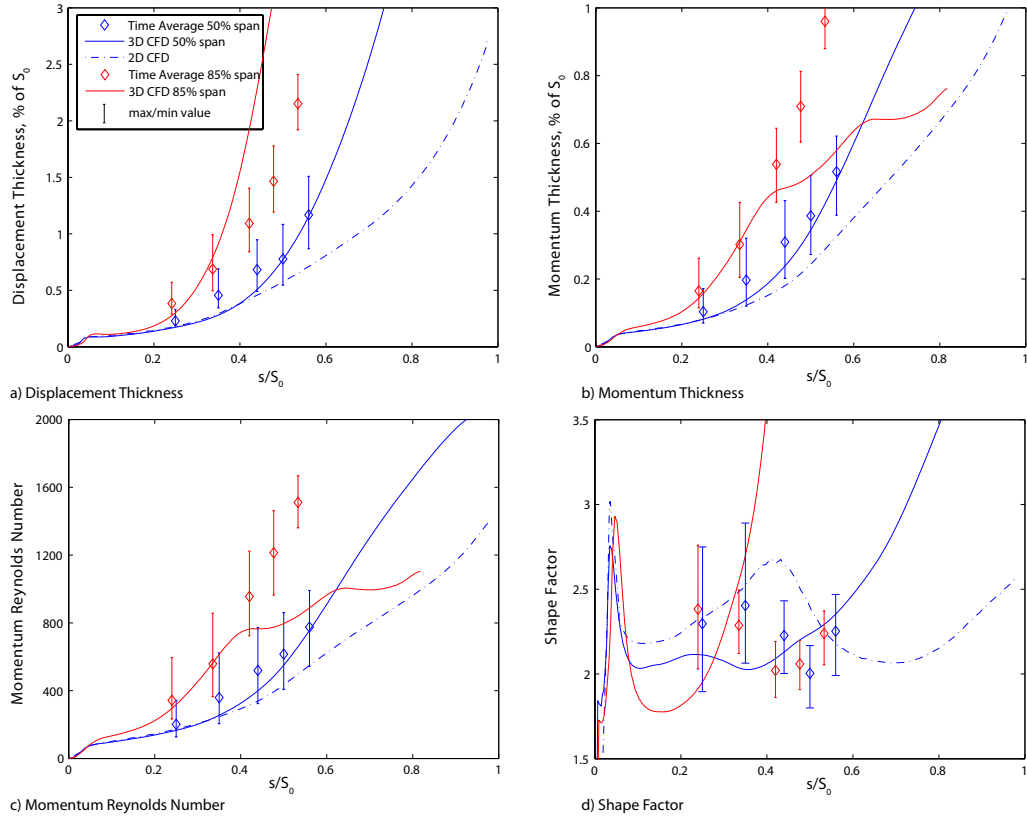 Time Average 50% span
3D CFD 50% span
2D CFD
Time Average 85% span
3D CFD 85% span
max/min value
Displacement Thickness, % of S0
3
2.5
2
1.5
1
0.5
0
0 0.2 0.4 0.6 0.8 1
s/S0
a) Displacement Thickness
Momentum Thickness, % of S0
1
0.8
0.6
0.4
0.2
0
0 0.2 0.4 0.6 0.8 1
s/S0
b) Momentum Thickness
Momentum Reynolds Number
2000
1600
1200
800
400
0
0 0.2 0.4 0.6 0.8 1
s/S0
c) Momentum Reynolds Number
Shape Factor
3.5
3
2.5
2
1.5
0 0.2 0.4 0.6 0.8 1
s/S0
d) Shape Factor